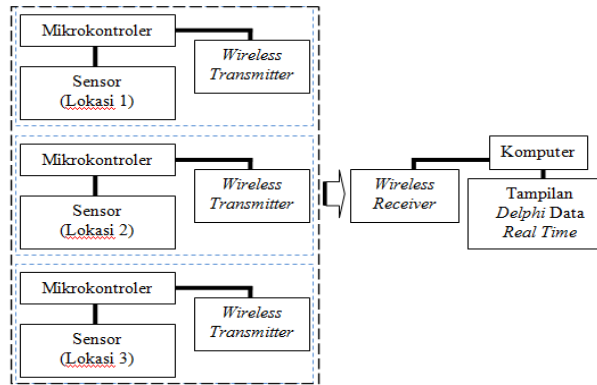 Mikrokontroler
Wireless
Transmitter
Sensor
(Lokasi 1)
Mikrokontroler
Wireless
Transmitter
Sensor
(Lokasi 2)
Mikrokontroler
Wireless
Transmitter
Sensor
(Lokasi 3)
Wireless
Receiver
Komputer
Tampilan
Delphi Data
Real Time